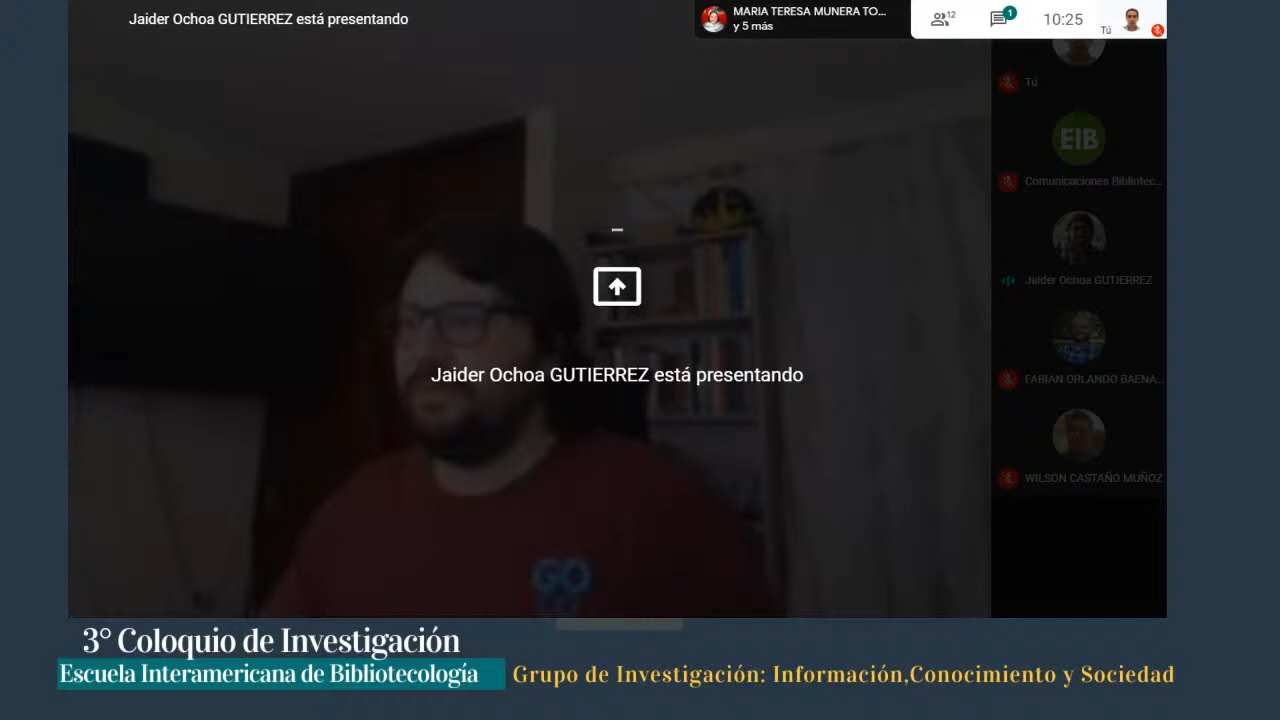 Jaider Ochoa GUTIERREZ está presentando
MARIA TERESA MUNERA TO...
y 5 más
12
1
10:25
Tú
Tú
EIB
Comunicaciones Bibliotec...
Jaider Ochoa GUTIERREZ
FABIAN ORLANDO BAENA...
WILSON CASTAÑO MUÑOZ
Jaider Ochoa GUTIERREZ está presentando
GO
3° Coloquio de Investigación
Escuela Interamericana de Bibliotecología
Grupo de Investigación: Información,Conocimiento y Sociedad